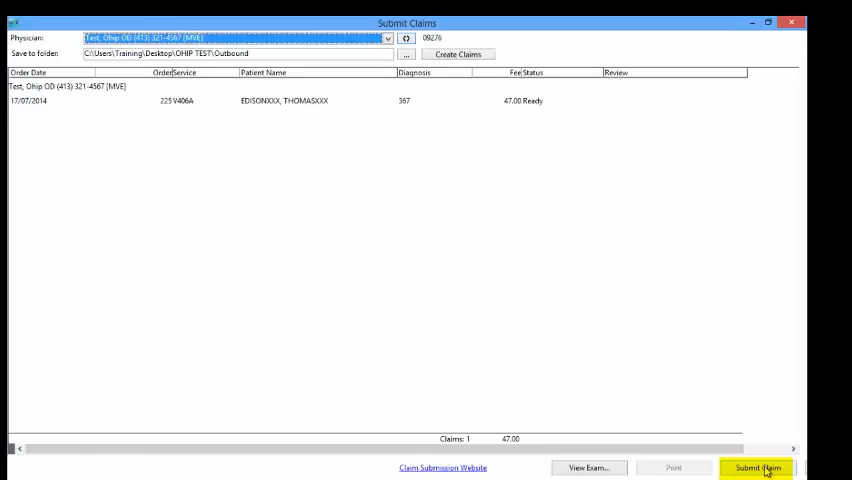 Submit Claims
Physician: Test, Ohip OD (413) 321-4567 [MVE] 09276
Save to folder: C:\Users\Training\Desktop\OHIP TEST\Outbound ... Create Claims
Order Date Order Service Patient Name Diagnosis Fee Status Review
Test, Ohip OD (413) 321-4567 [MVE]
17/07/2014 225 V406A EDISONXXX, THOMASXXX 367 47.00 Ready
Claims: 1 47.00
Claim Submission Website View Exam... Print Submit Claim